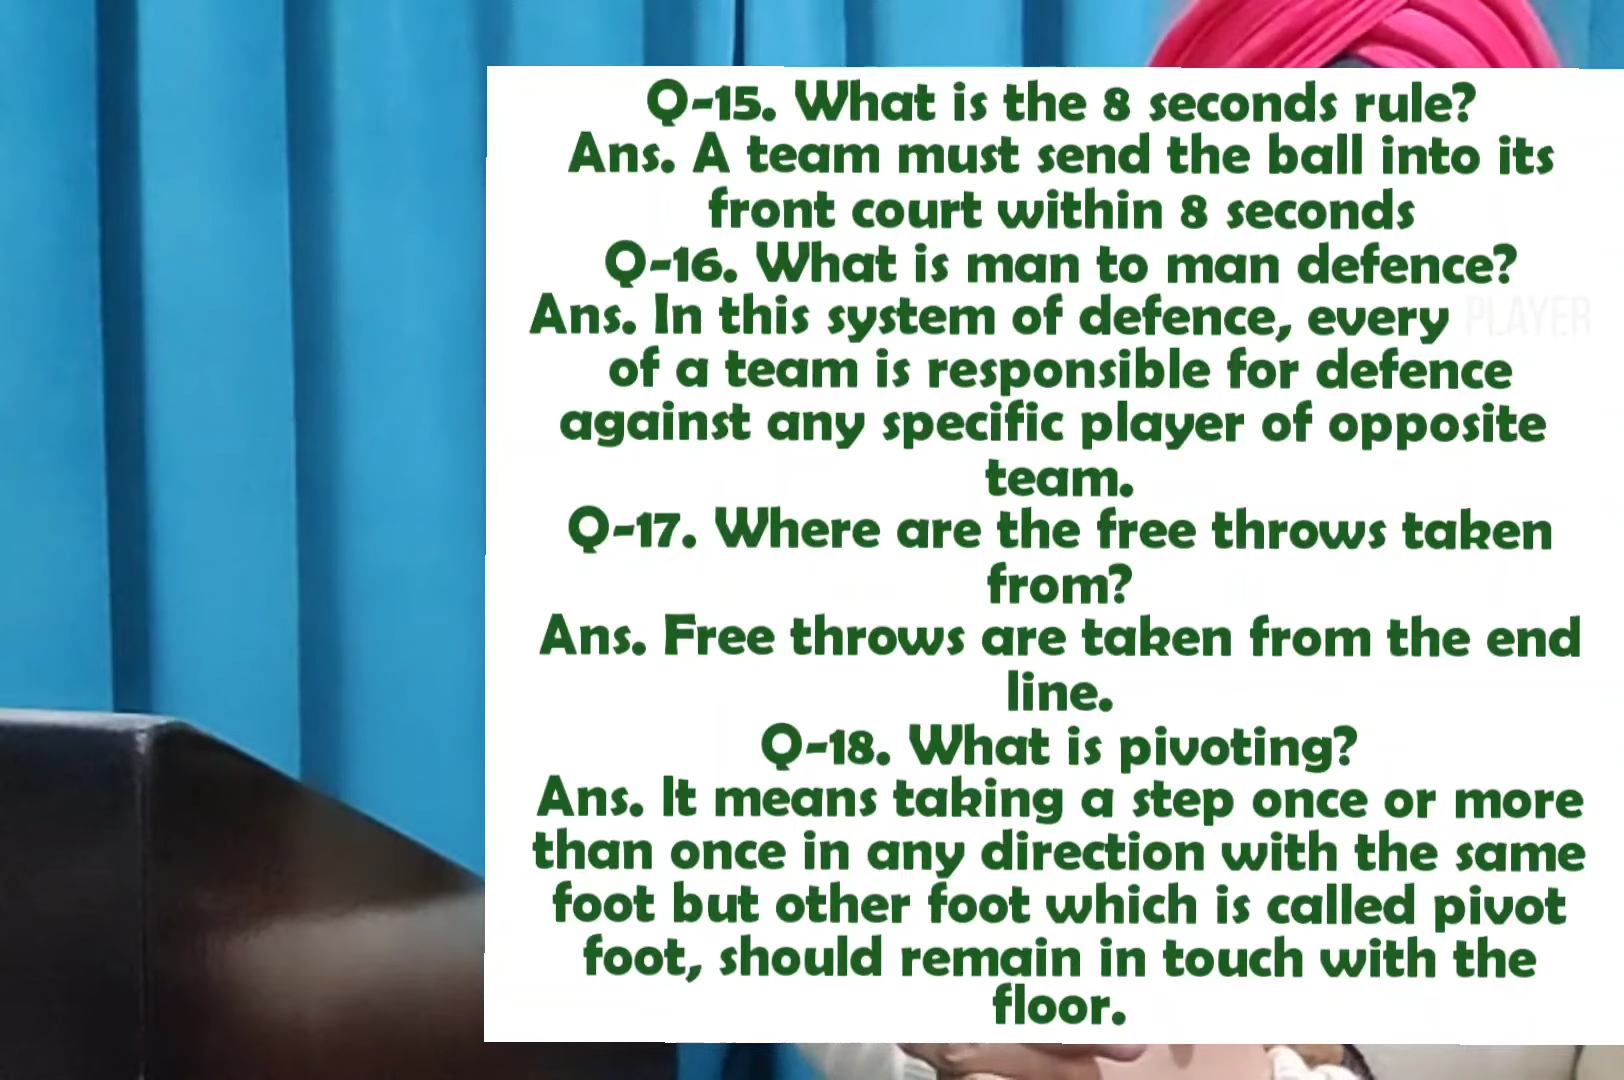 Q-15. What is the 8 seconds rule?
Ans. A team must send the ball into its
front court within 8 seconds
Q-16. What is man to man defence?
Ans. In this system of defence, every PLAYER
of a team is responsible for defence
against any specific player of opposite
team.
Q-17. Where are the free throws taken
from?
Ans. Free throws are taken from the end
line.
Q-18. What is pivoting?
Ans. It means taking a step once or more
than once in any direction with the same
foot but other foot which is called pivot
foot, should remain in touch with the
floor.